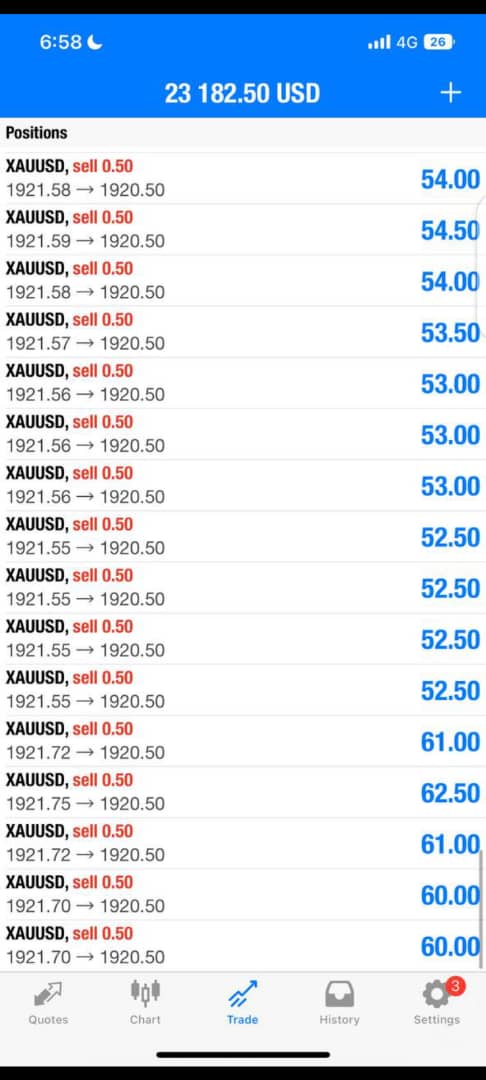 6:58
4G 26
23 182.50 USD
Positions
XAUUSD, sell 0.50
1921.58 → 1920.50
54.00
XAUUSD, sell 0.50
1921.59 → 1920.50
54.50
XAUUSD, sell 0.50
1921.58 → 1920.50
54.00
XAUUSD, sell 0.50
1921.57 → 1920.50
53.50
XAUUSD, sell 0.50
1921.56 → 1920.50
53.00
XAUUSD, sell 0.50
1921.56 → 1920.50
53.00
XAUUSD, sell 0.50
1921.56 → 1920.50
53.00
XAUUSD, sell 0.50
1921.55 → 1920.50
52.50
XAUUSD, sell 0.50
1921.55 → 1920.50
52.50
XAUUSD, sell 0.50
1921.55 → 1920.50
52.50
XAUUSD, sell 0.50
1921.55 → 1920.50
52.50
XAUUSD, sell 0.50
1921.72 → 1920.50
61.00
XAUUSD, sell 0.50
1921.75 → 1920.50
62.50
XAUUSD, sell 0.50
1921.72 → 1920.50
61.00
XAUUSD, sell 0.50
1921.70 → 1920.50
60.00
XAUUSD, sell 0.50
1921.70 → 1920.50
60.00
3
Quotes
Chart
Trade
History
Settings